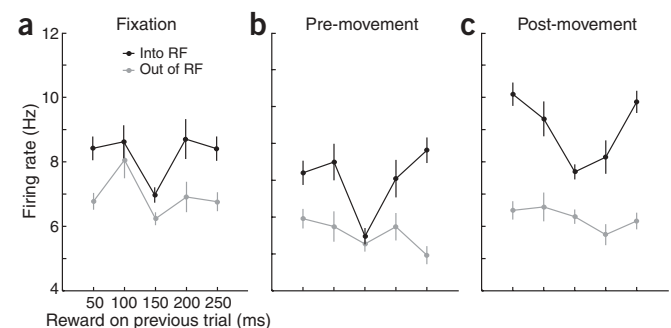 a Fixation b Pre-movement c Post-movement
12
Into RF
Out of RF
10
8
6
4
Firing rate (Hz)
50 100 150 200 250
Reward on previous trial (ms)